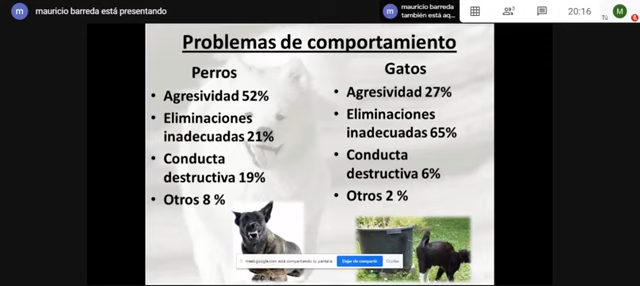 m mauricio barreda está presentando
m mauricio barreda
también está ap...
3
20:16
Tú
M
Problemas de comportamiento
Perros
• Agresividad 52%
• Eliminaciones
inadecuadas 21%
• Conducta
destructiva 19%
• Otros 8 %
Gatos
• Agresividad 27%
• Eliminaciones
inadecuadas 65%
• Conducta
destructiva 6%
• Otros 2 %
meet.google.com está compartiendo tu pantalla. Dejar de compartir Ocultar